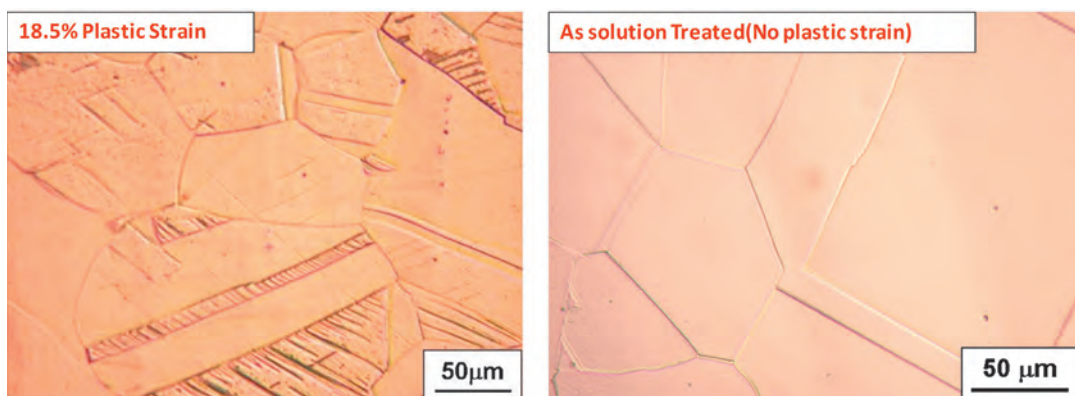 18.5% Plastic Strain
As solution Treated(No plastic strain)
50μm
50 μm